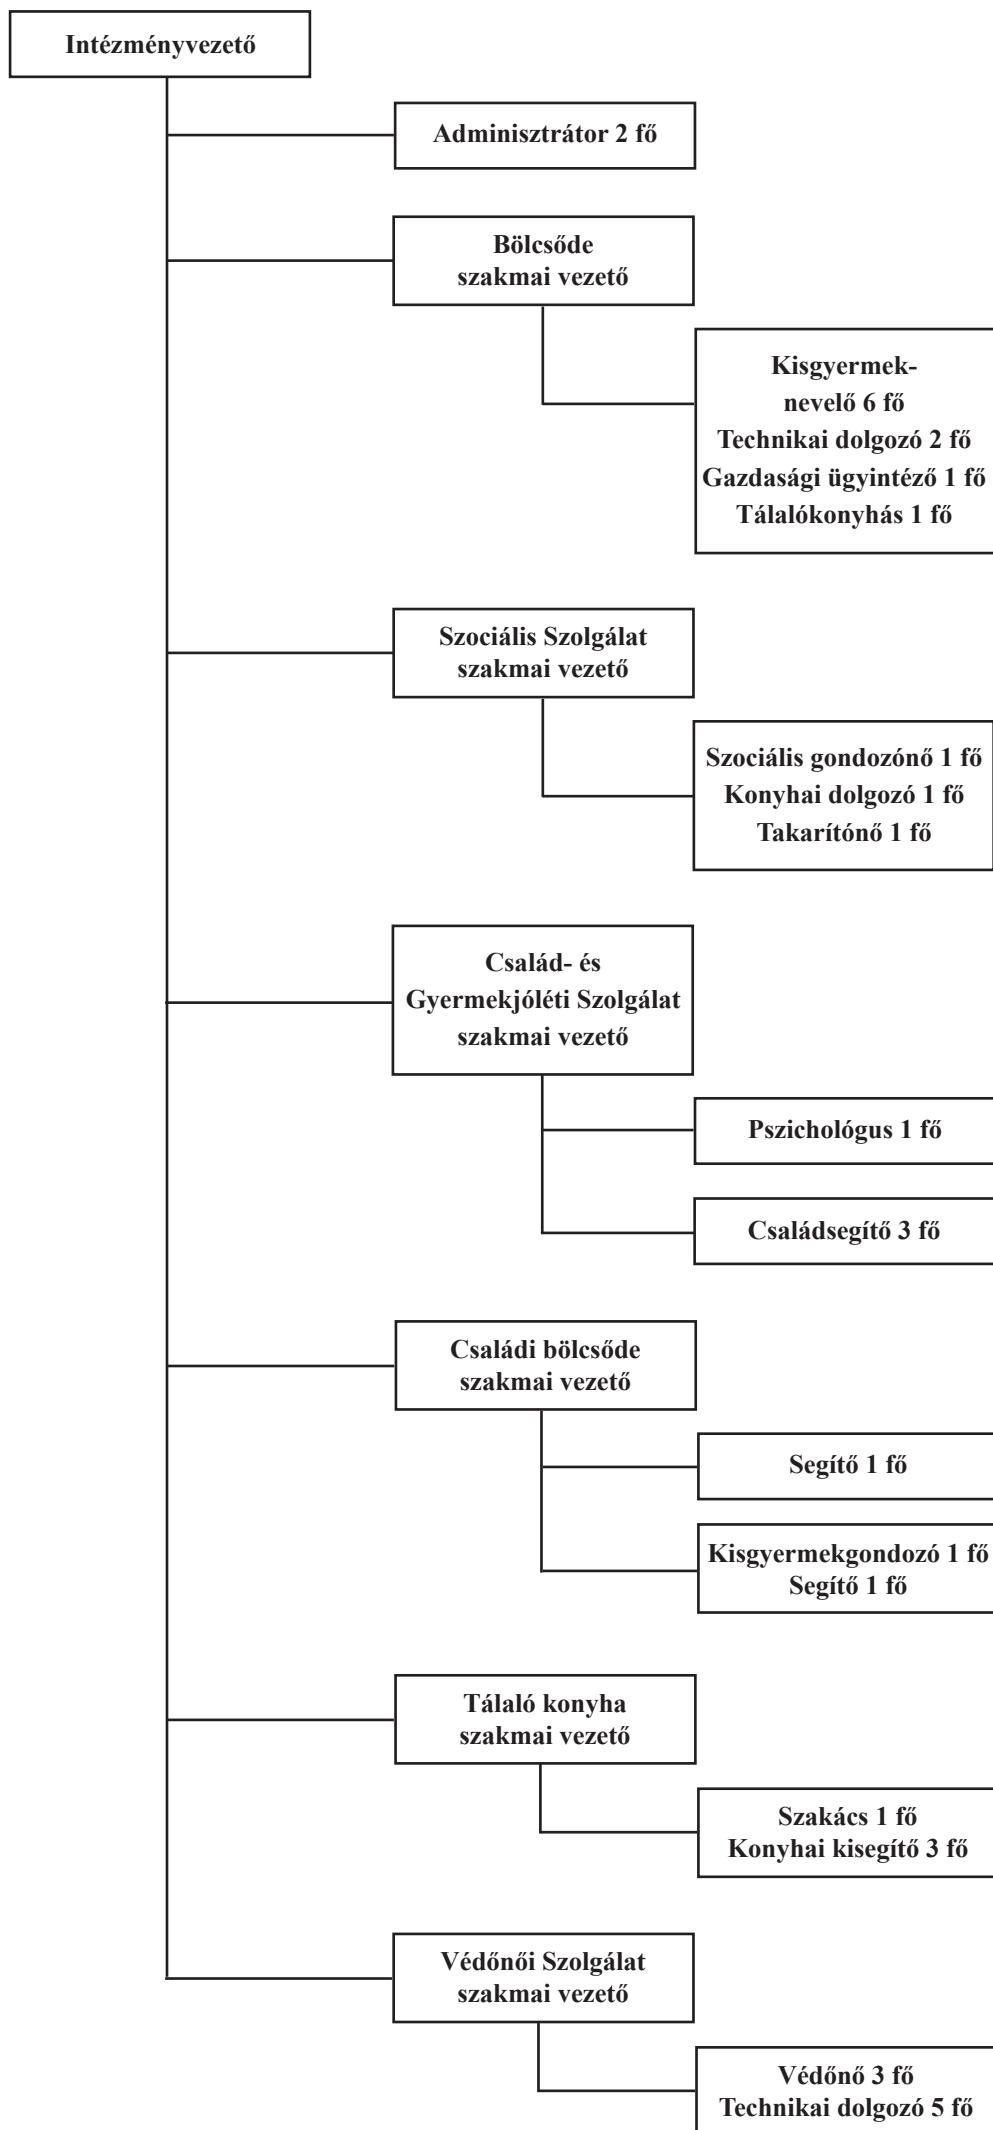 Intézményvezető
Adminisztrátor 2 fő
Bölcsőde
szakmai vezető
Kisgyermek-
nevelő 6 fő
Technikai dolgozó 2 fő
Gazdasági ügyintéző 1 fő
Tálalókonyhás 1 fő
Szociális Szolgálat
szakmai vezető
Szociális gondozónő 1 fő
Konyhai dolgozó 1 fő
Takarítónő 1 fő
Család- és
Gyermekjóléti Szolgálat
szakmai vezető
Pszichológus 1 fő
Családsegítő 3 fő
Családi bölcsőde
szakmai vezető
Segítő 1 fő
Kisgyermekgondozó 1 fő
Segítő 1 fő
Tálaló konyha
szakmai vezető
Szakács 1 fő
Konyhai kisegítő 3 fő
Védőnői Szolgálat
szakmai vezető
Védőnő 3 fő
Technikai dolgozó 5 fő